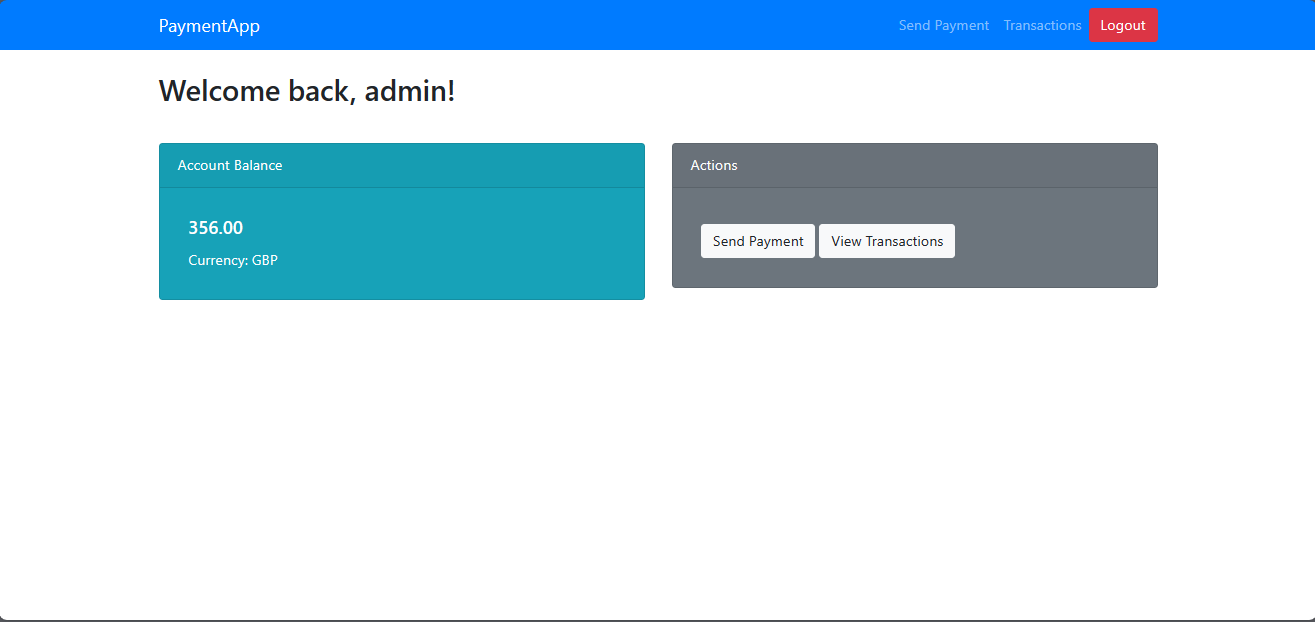 PaymentApp
Send Payment
Transactions
Logout
Welcome back, admin!
Account Balance
356.00
Currency: GBP
Actions
Send Payment
View Transactions